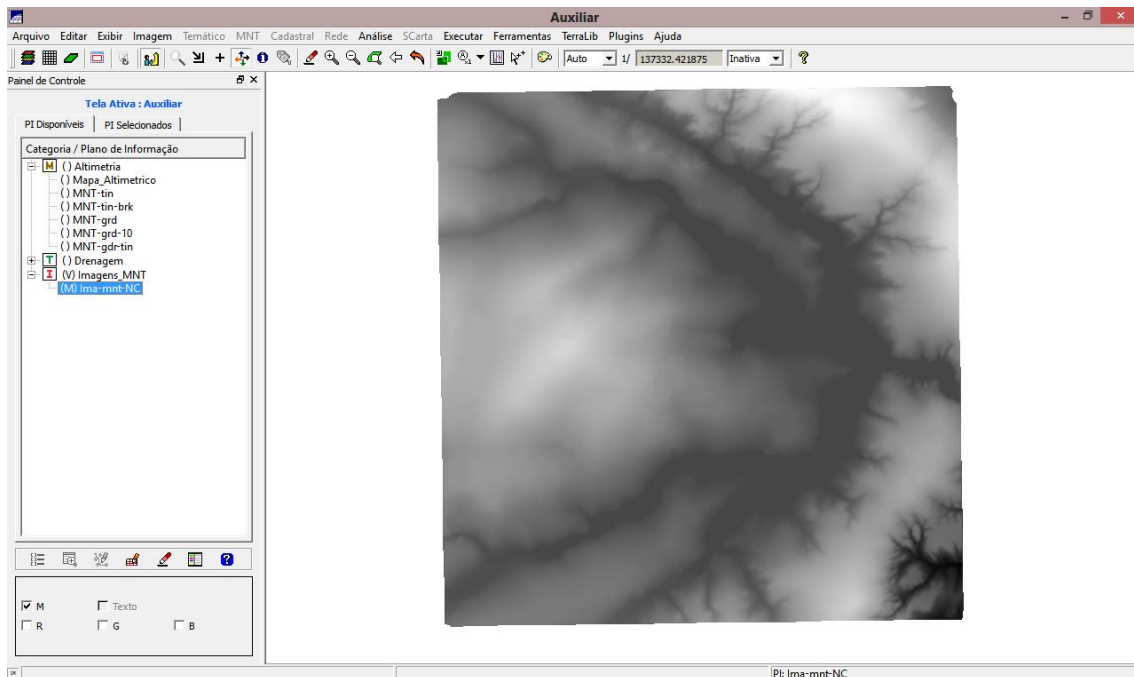 Auxiliar
Arquivo Editar Exibir Imagem Temático MNT Cadastral Rede Análise SCarta Executar Ferramentas TerraLib Plugins Ajuda
Auto 1/ 137332.421875 Inativa
Painel de Controle
Tela Ativa : Auxiliar
PI Disponíveis PI Selecionados
Categoria / Plano de Informação
M () Altimetria
() Mapa_Altimetrico
() MNT-tin
() MNT-tin-brk
() MNT-grd
() MNT-grd-10
() MNT-gdr-tin
T () Drenagem
I (V) Imagens_MNT
(M) Ima-mnt-NC
M Texto
R G B
PI: Ima-mnt-NC